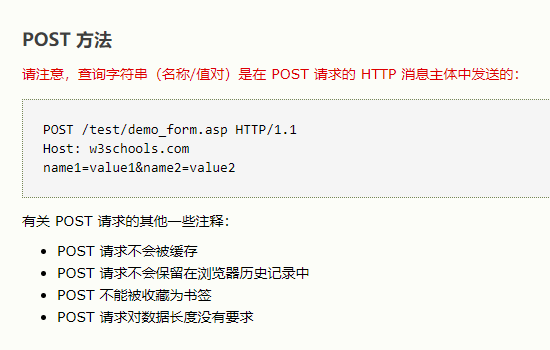 POST 方法
请注意，查询字符串（名称/值对）是在 POST 请求的 HTTP 消息主体中发送的：
POST /test/demo_form.asp HTTP/1.1
Host: w3schools.com
name1=value1&name2=value2
有关 POST 请求的其他一些注释：
• POST 请求不会被缓存
• POST 请求不会保留在浏览器历史记录中
• POST 不能被收藏为书签
• POST 请求对数据长度没有要求